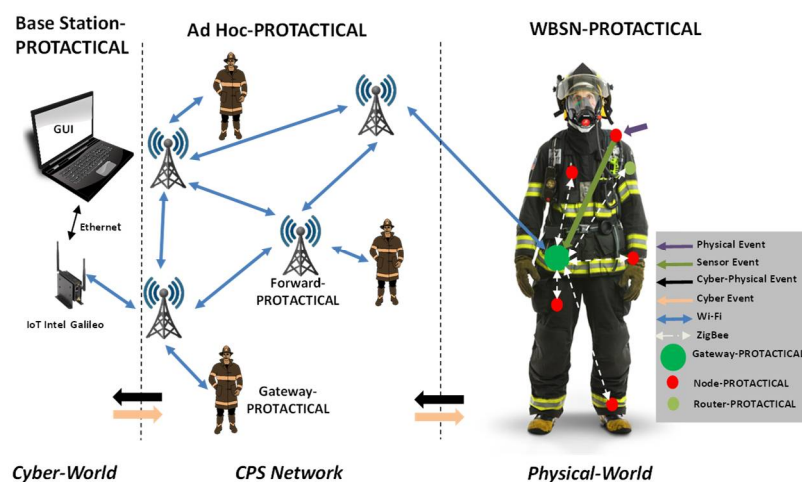 Base Station-
PROTACTICAL
Ad Hoc-PROTACTICAL
WBSN-PROTACTICAL
GUI
Ethernet
IoT Intel Galileo
Forward-
PROTACTICAL
Gateway-
PROTACTICAL
Physical Event
Sensor Event
Cyber-Physical Event
Cyber Event
Wi-Fi
ZigBee
Gateway-PROTACTICAL
Node-PROTACTICAL
Router-PROTACTICAL
Cyber-World
CPS Network
Physical-World